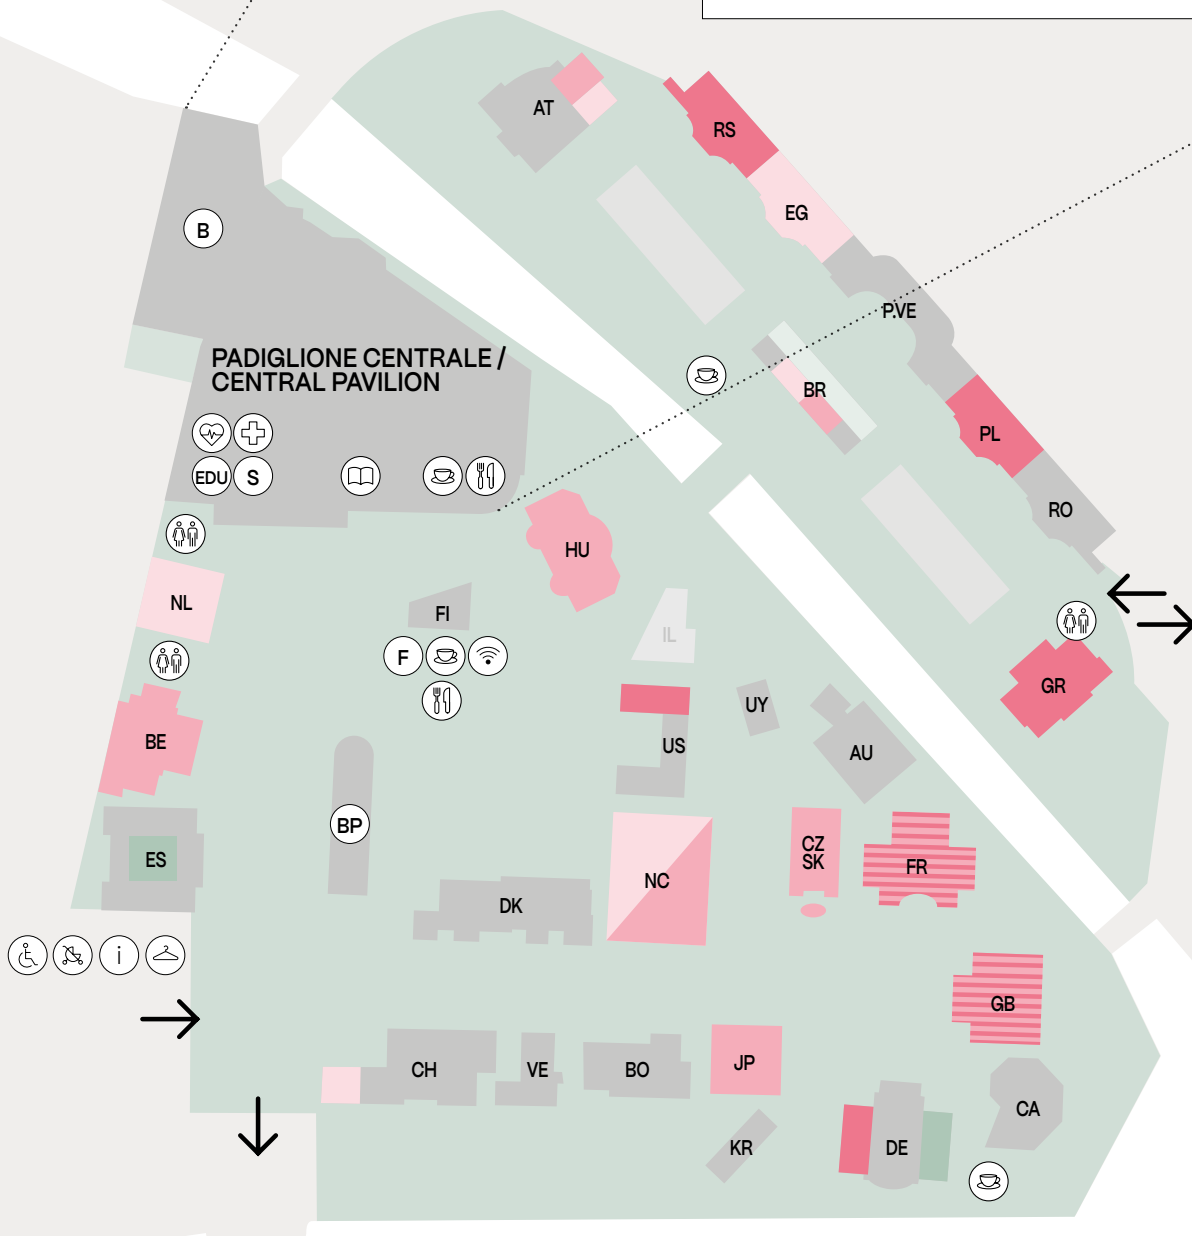 AT
RS
EG
B
P.VE
PADIGLIONE CENTRALE /
CENTRAL PAVILION
BR
PL
EDU
S
RO
HU
NL
FI
IL
F
GR
UY
BE
US
AU
BP
CZ
SK
ES
FR
NC
DK
i
GB
CH
VE
BO
JP
CA
KR
DE